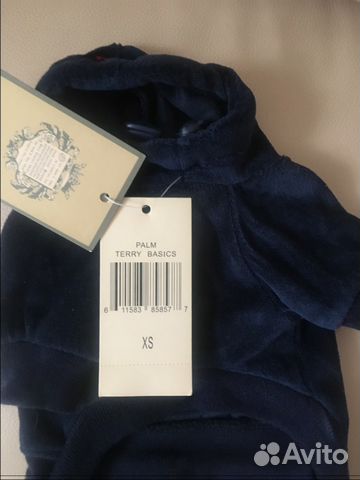 PALM
TERRY BASICS
6 11583 85857 7
XS
Avito